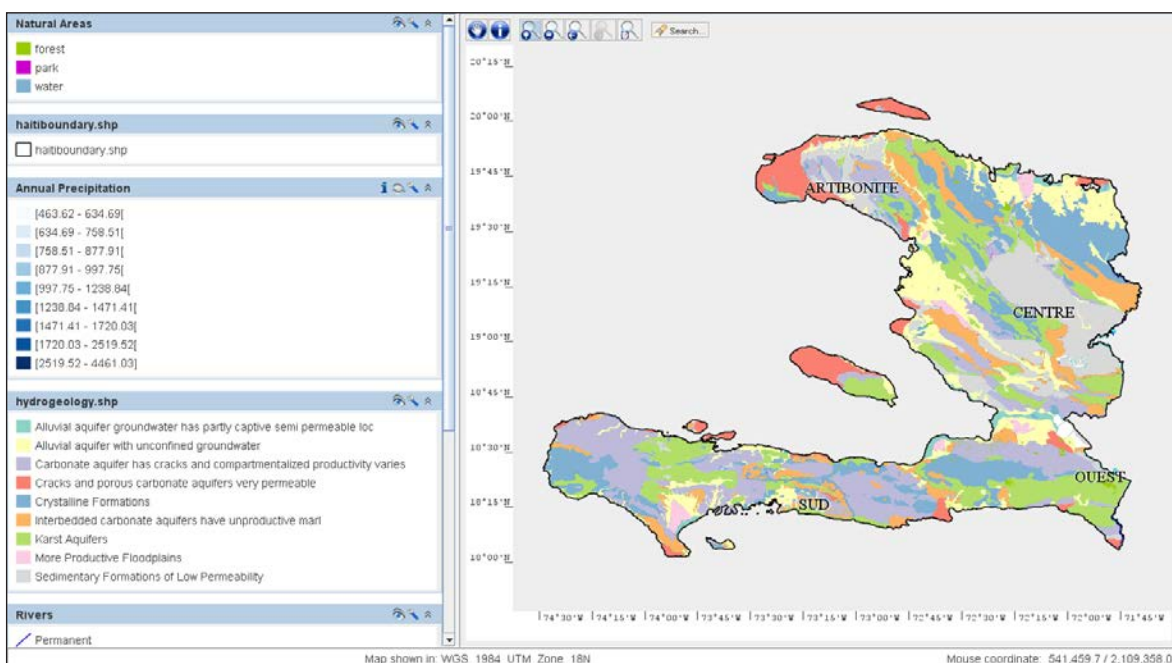 Natural Areas
forest
park
water
haitiboundary.shp
haitiboundary.shp
Annual Precipitation
[463.62 - 634.69[
[634.69 - 758.51[
[758.51 - 877.91[
[877.91 - 997.75[
[997.75 - 1238.84[
[1238.84 - 1471.41[
[1471.41 - 1720.03[
[1720.03 - 2519.52[
[2519.52 - 4461.03]
hydrogeology.shp
Alluvial aquifer groundwater has partly captive semi permeable loc
Alluvial aquifer with unconfined groundwater
Carbonate aquifer has cracks and compartmentalized productivity varies
Cracks and porous carbonate aquifers very permeable
Crystalline Formations
Interbedded carbonate aquifers have unproductive marl
Karst Aquifers
More Productive Floodplains
Sedimentary Formations of Low Permeability
Rivers
Permanent
Search...
20°15'N
20°00'N
19°45'N
19°30'N
19°15'N
19°00'N
18°45'N
18°30'N
18°15'N
18°00'N
ARTIBONITE
CENTRE
OUEST
SUD
74°30'W 74°15'W 74°00'W 73°45'W 73°30'W 73°15'W 73°00'W 72°45'W 72°30'W 72°15'W 72°00'W 71°45'W
Map shown in: WGS_1984_UTM_Zone_18N
Mouse coordinate: 541,459.7 / 2,109,358.0